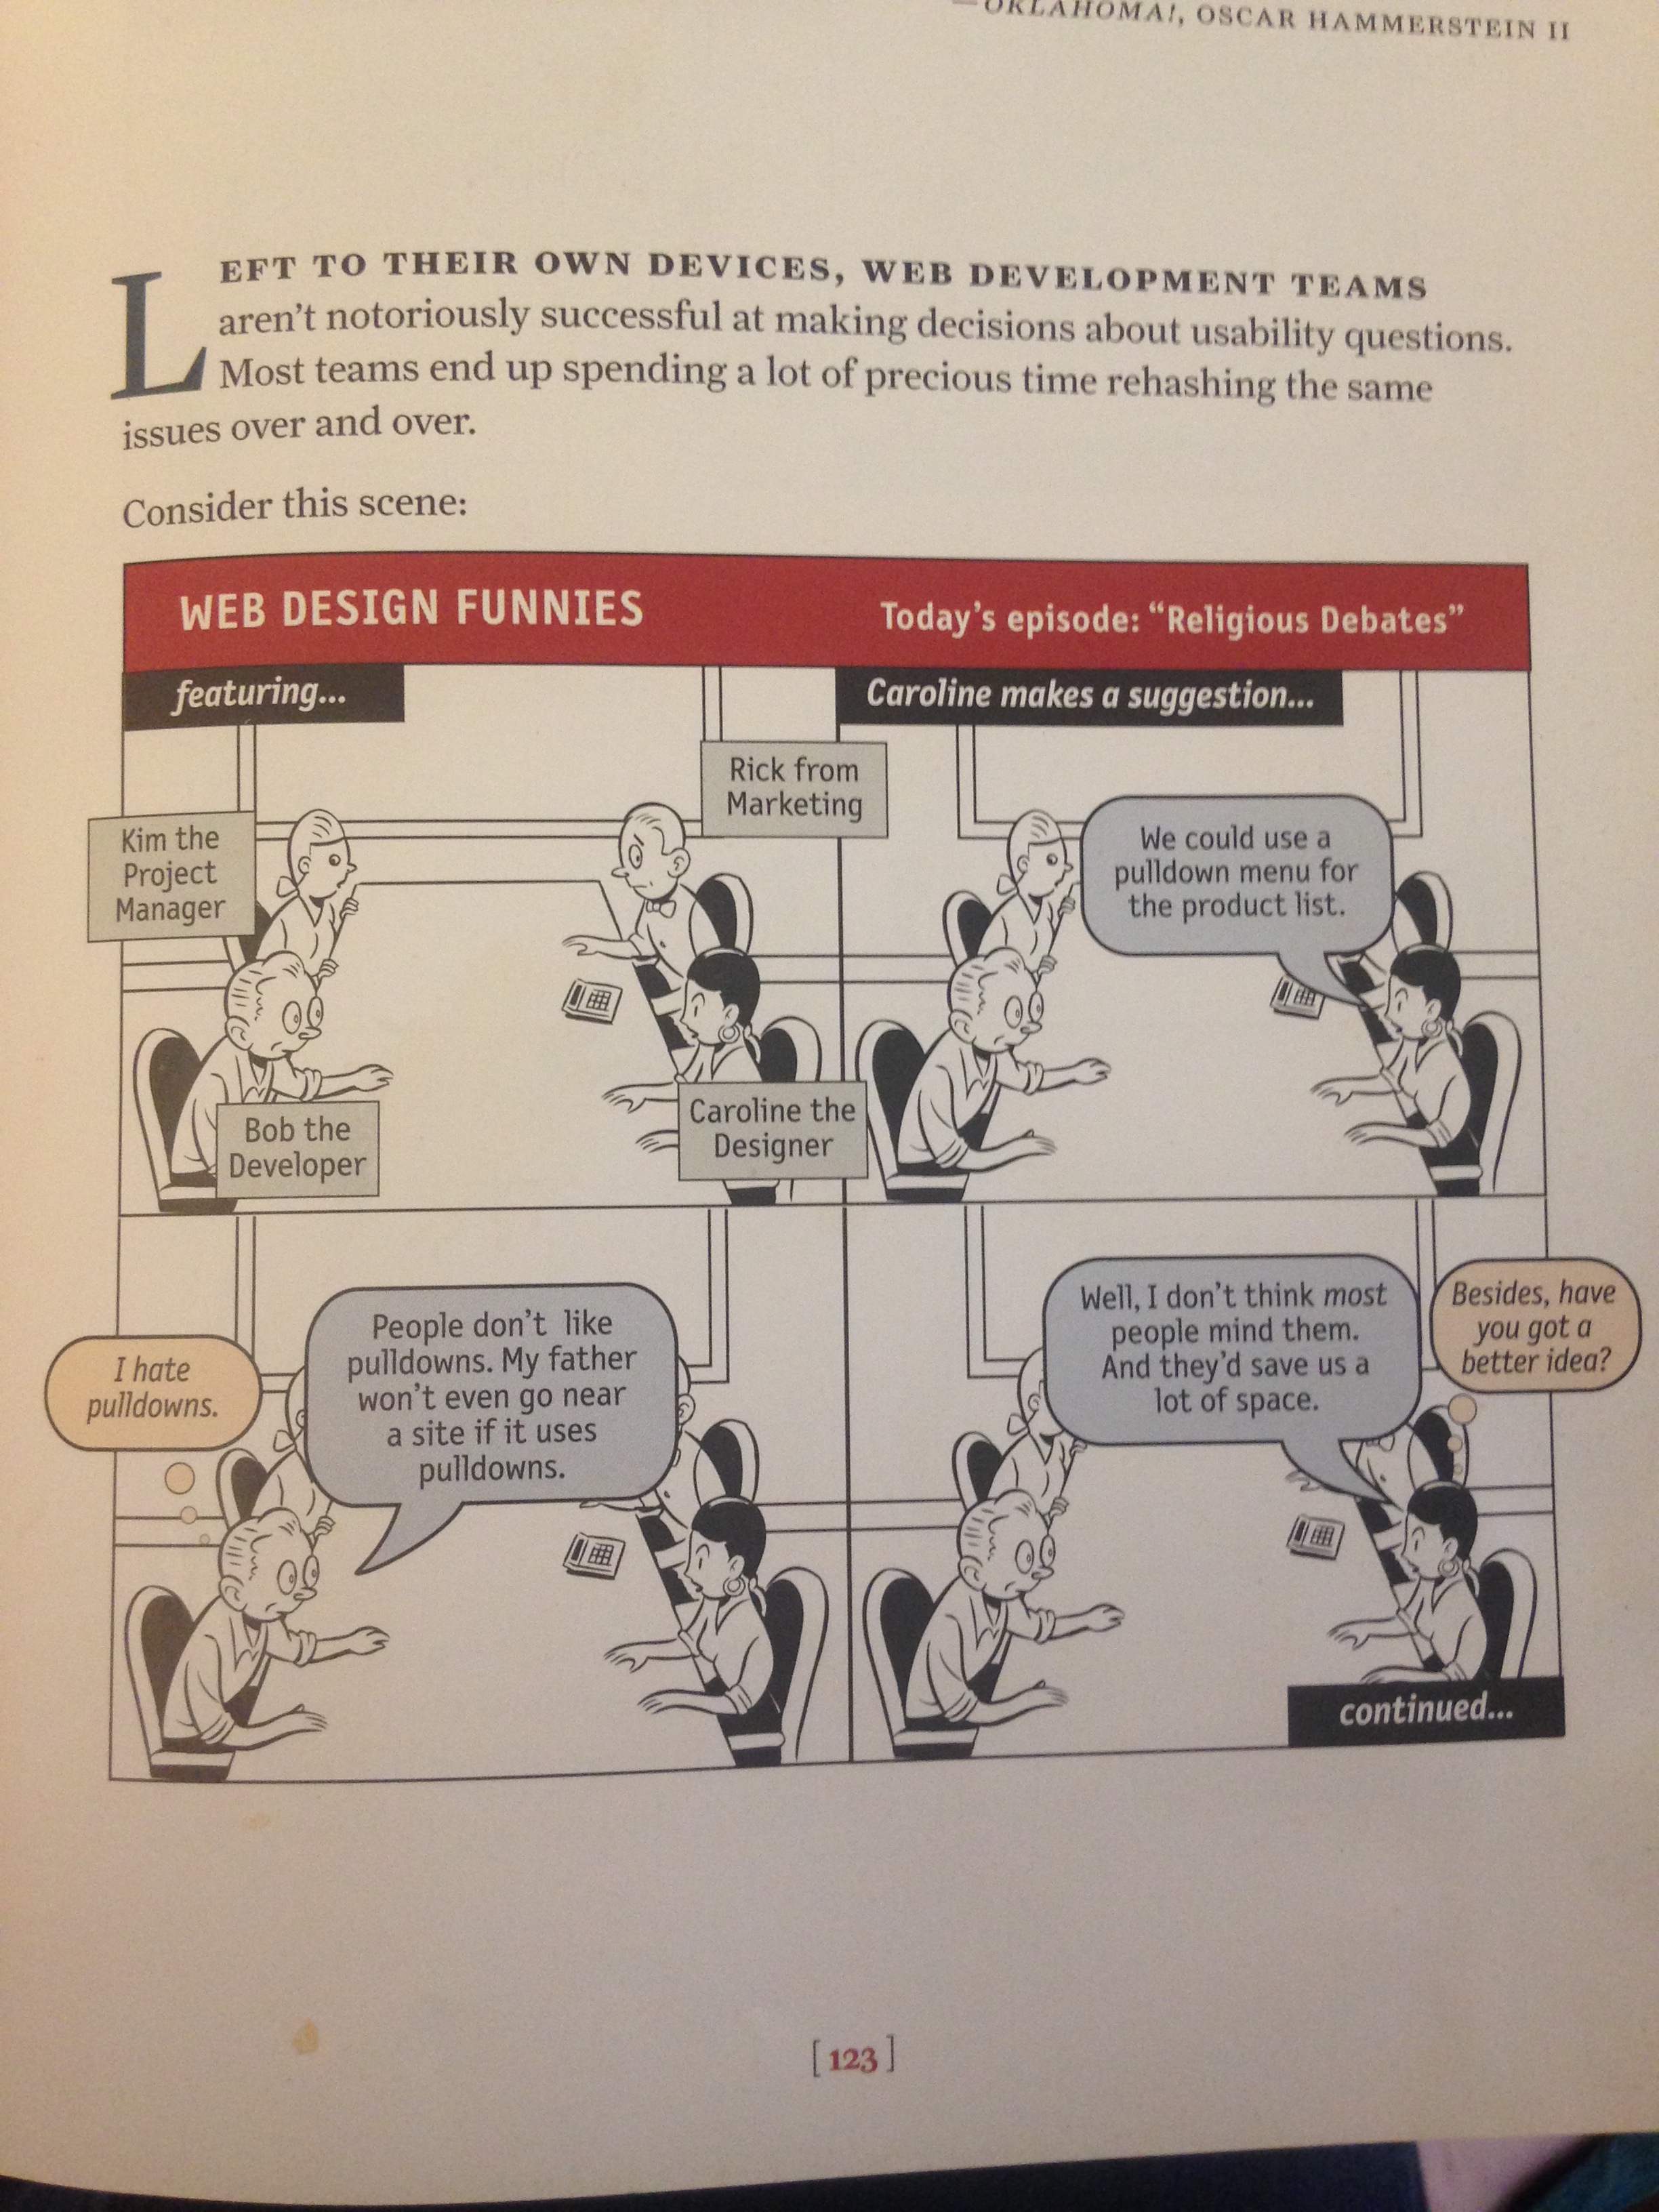 —OKLAHOMA!, OSCAR HAMMERSTEIN II
LEFT TO THEIR OWN DEVICES, WEB DEVELOPMENT TEAMS
aren't notoriously successful at making decisions about usability questions.
Most teams end up spending a lot of precious time rehashing the same
issues over and over.
Consider this scene:
WEB DESIGN FUNNIES
Today's episode: “Religious Debates”
featuring...
Kim the
Project
Manager
Rick from
Marketing
Bob the
Developer
Caroline the
Designer
Caroline makes a suggestion...
We could use a
pulldown menu for
the product list.
I hate
pulldowns.
People don't like
pulldowns. My father
won't even go near
a site if it uses
pulldowns.
Well, I don't think most
people mind them.
And they'd save us a
lot of space.
Besides, have
you got a
better idea?
continued...
[ 123 ]